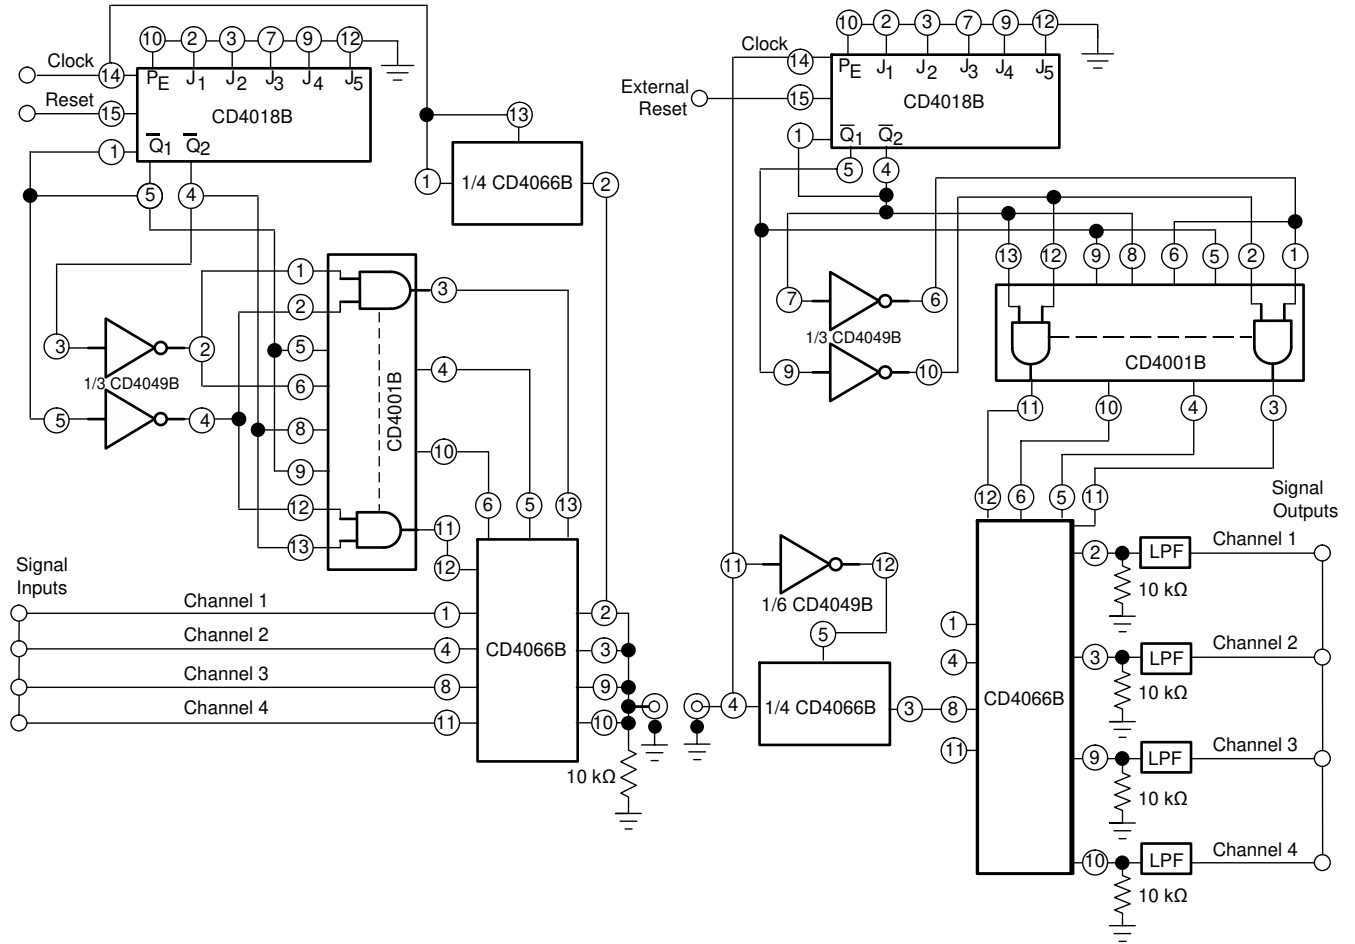 10 2 3 7 9 12
Clock 14 PE J1 J2 J3 J4 J5
Reset 15 CD4018B 13
1 Q̅1 Q̅2
1 1/4 CD4066B 2
5 4
1 3
2
3 2 5 4
1/3 CD4049B 6
5 4 8 CD4001B
9 10
12 6 5 13
13 11
12
Signal
Inputs
Channel 1 1 2
Channel 2 4 CD4066B 3
Channel 3 8 9
Channel 4 11 10
10 kΩ
10 2 3 7 9 12
Clock 14 PE J1 J2 J3 J4 J5
External
Reset 15 CD4018B
1 Q̅1 Q̅2
5 4
13 12 9 8 6 5 2 1
7 6
1/3 CD4049B
9 10 CD4001B
11 10 4 3
12 6 5 11
Signal
Outputs
11 12
1/6 CD4049B
5
4 1/4 CD4066B 3
1
4
8 CD4066B
11
2 LPF Channel 1
10 kΩ
3 LPF Channel 2
10 kΩ
9 LPF Channel 3
10 kΩ
10 LPF Channel 4
10 kΩ